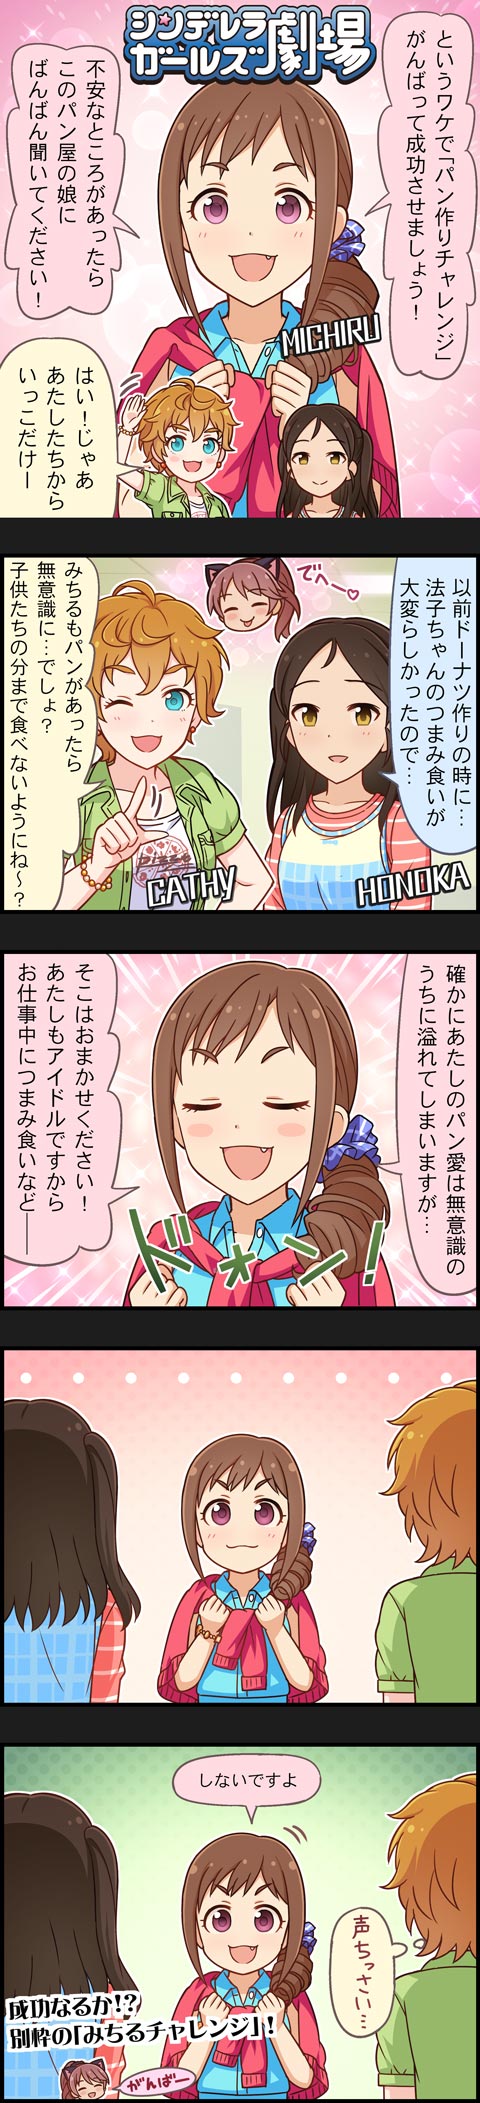 シンデレラ
ガールズ劇場
というワケで「パン作りチャレンジ」
がんばって成功させましょう！
不安なところがあったら
このパン屋の娘に
ばんばん聞いてください！
MICHIRU
はい！じゃあ
あたしたちから
いっこだけー
以前ドーナツ作りの時に…
法子ちゃんのつまみ食いが
大変らしかったので…
でへー♡
みちるもパンがあったら
無意識に…でしょ？
子供たちの分まで食べないようにね～？
CATHY
HONOKA
確かにあたしのパン愛は無意識の
うちに溢れてしまいますが…
そこはおまかせください！
あたしもアイドルですから
お仕事中につまみ食いなど――
ドォン！
しないですよ
声ちっさい…
成功なるか!?
別枠の「みちるチャレンジ」！
がんばー